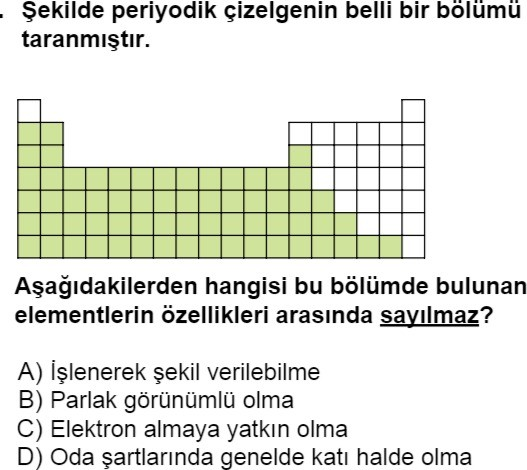 Şekilde periyodik çizelgenin belli bir bölümü
taranmıştır.
Aşağıdakilerden hangisi bu bölümde bulunan
elementlerin özellikleri arasında sayılmaz?
A) İşlenerek şekil verilebilme
B) Parlak görünümlü olma
C) Elektron almaya yatkın olma
D) Oda şartlarında genelde katı halde olma